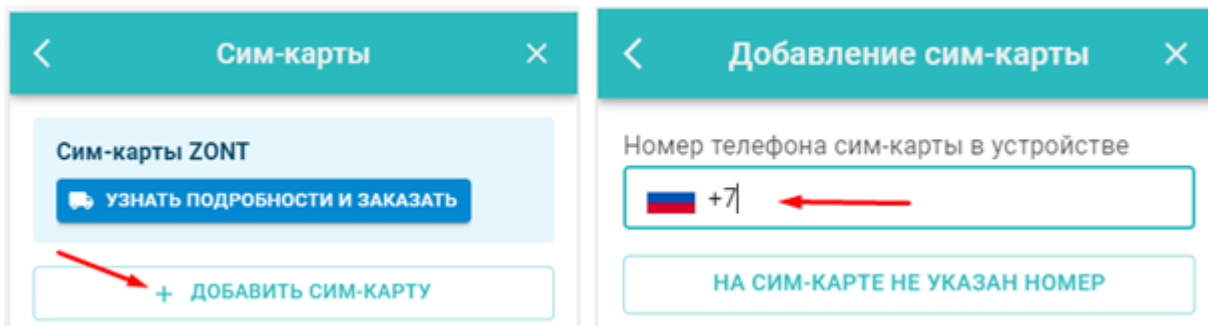 Сим-карты
Сим-карты ZONT
УЗНАТЬ ПОДРОБНОСТИ И ЗАКАЗАТЬ
+ ДОБАВИТЬ СИМ-КАРТУ
Добавление сим-карты
Номер телефона сим-карты в устройстве
+7
НА СИМ-КАРТЕ НЕ УКАЗАН НОМЕР